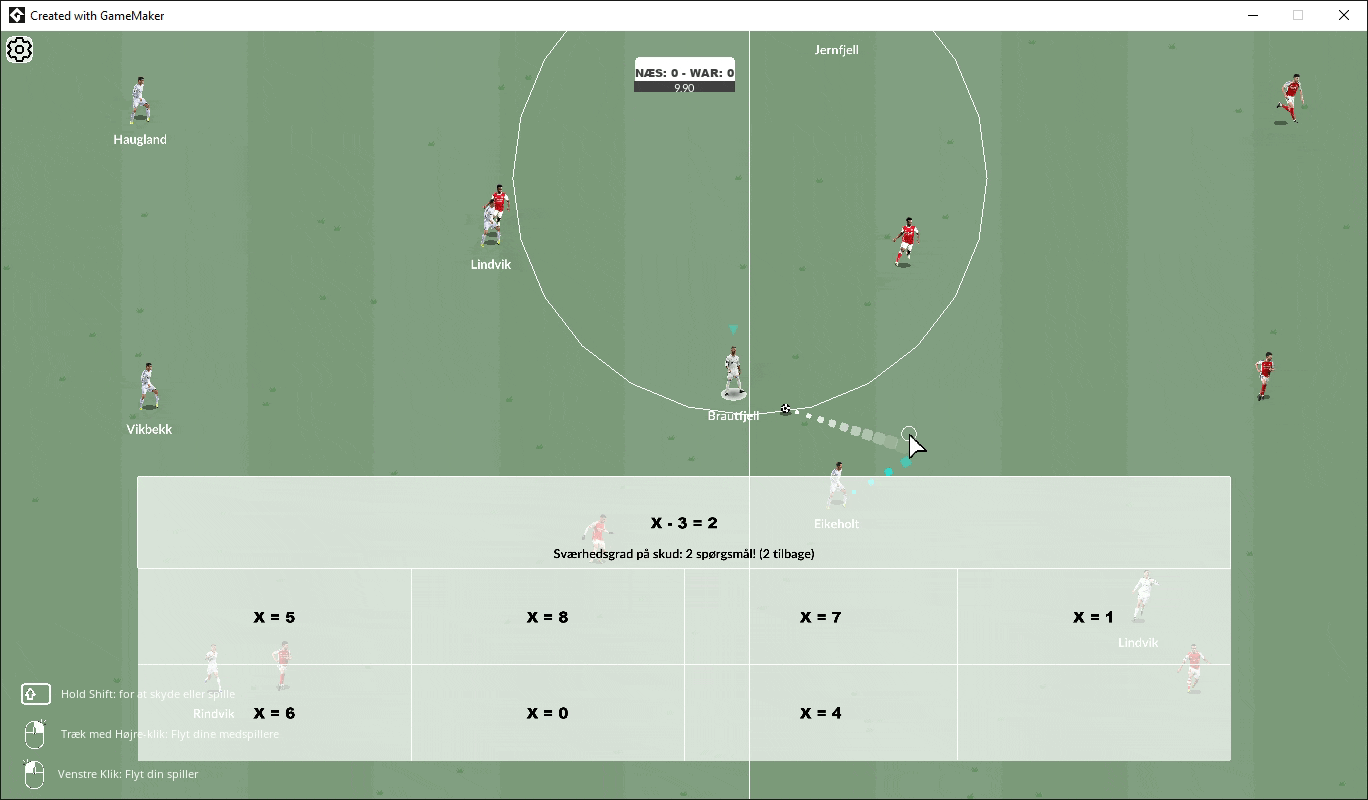 Created with GameMaker
Jernfjell
NÆS: 0 - WAR: 0
9.90
Haugland
Lindvik
Brautfjell
Vikbekk
Eikeholt
X - 3 = 2
Sværhedsgrad på skud: 2 spørgsmål! (2 tilbage)
X = 5
X = 8
X = 7
X = 1
Lindvik
Hold Shift: for at skyde eller spille
Rindvik
X = 6
X = 0
X = 4
Træk med Højre-klik: Flyt dine medspillere
Venstre Klik: Flyt din spiller